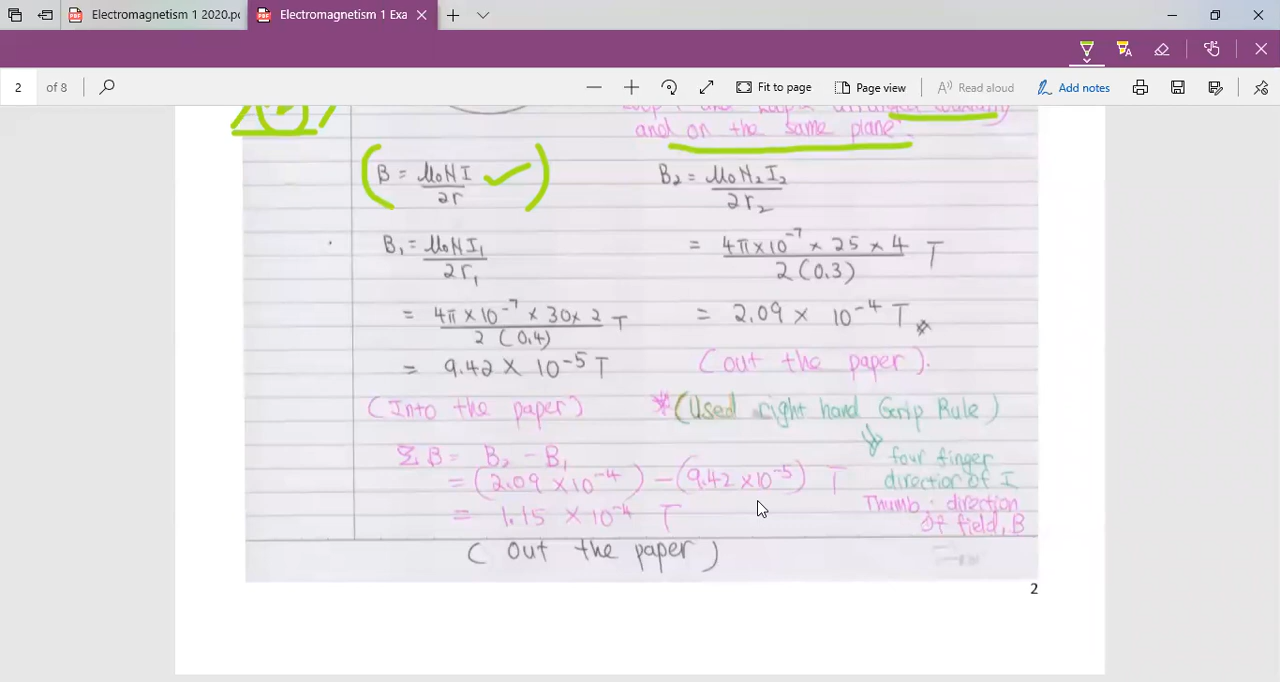 Electromagnetism 1 2020.pd
Electromagnetism 1 Exa
2 of 8
Fit to page
Page view
Read aloud
Add notes
and on the same plane
B = μ₀NI / 2r
B₂ = μ₀N₂I₂ / 2r₂
B₁ = μ₀NI₁ / 2r₁
= 4π×10⁻⁷ × 25 × 4 / 2(0.3) T
= 4π × 10⁻⁷ × 30 × 2 / 2(0.4) T
= 2.09 × 10⁻⁴ T
= 9.42 × 10⁻⁵ T
(out the paper).
(Into the paper)
*(Used right hand Grip Rule)
ΣB = B₂ - B₁
= (2.09 × 10⁻⁴) - (9.42 × 10⁻⁵) T
= 1.15 × 10⁻⁴ T
four finger
direction of I
Thumb : direction
of field, B
(out the paper)
2